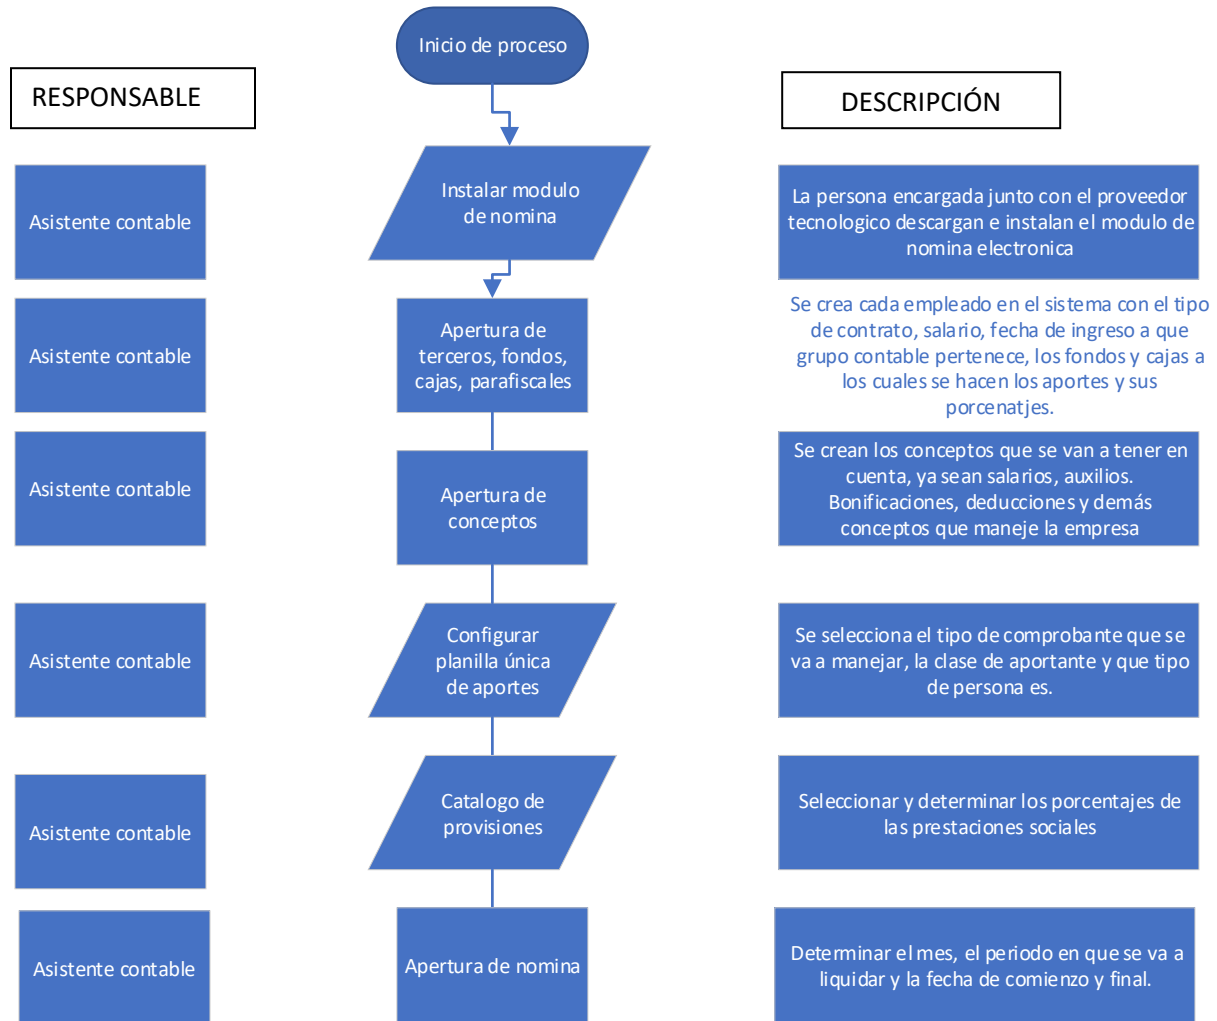 Inicio de proceso
RESPONSABLE
DESCRIPCIÓN
Asistente contable
Instalar modulo
de nomina
La persona encargada junto con el proveedor
tecnologico descargan e instalan el modulo de
nomina electronica
Asistente contable
Apertura de
terceros, fondos,
cajas, parafiscales
Se crea cada empleado en el sistema con el tipo
de contrato, salario, fecha de ingreso a que
grupo contable pertenece, los fondos y cajas a
los cuales se hacen los aportes y sus
porcenatjes.
Asistente contable
Apertura de
conceptos
Se crean los conceptos que se van a tener en
cuenta, ya sean salarios, auxilios.
Bonificaciones, deducciones y demás
conceptos que maneje la empresa
Asistente contable
Configurar
planilla única
de aportes
Se selecciona el tipo de comprobante que se
va a manejar, la clase de aportante y que tipo
de persona es.
Asistente contable
Catalogo de
provisiones
Seleccionar y determinar los porcentajes de
las prestaciones sociales
Asistente contable
Apertura de nomina
Determinar el mes, el periodo en que se va a
liquidar y la fecha de comienzo y final.